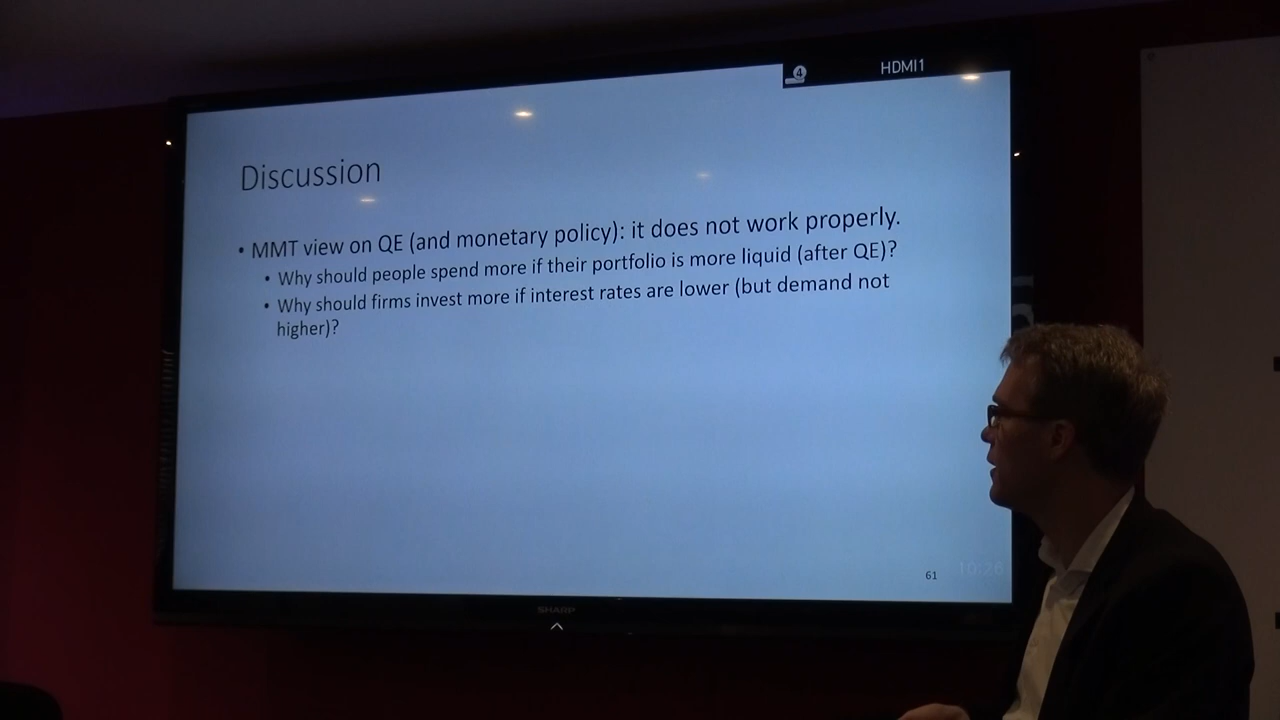 4 HDMI1
Discussion
• MMT view on QE (and monetary policy): it does not work properly.
• Why should people spend more if their portfolio is more liquid (after QE)?
• Why should firms invest more if interest rates are lower (but demand not
higher)?
61
SHARP